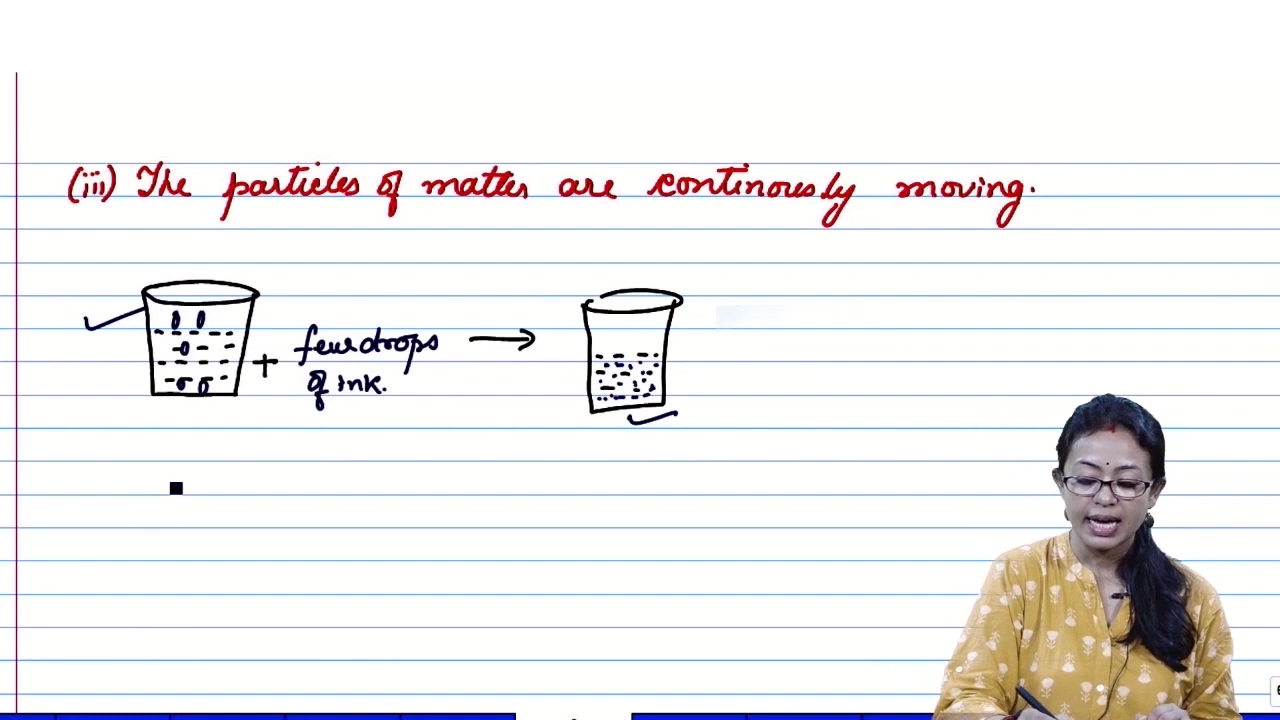 (iii) The particles of matter are continously moving.
+ few drops →
of ink.